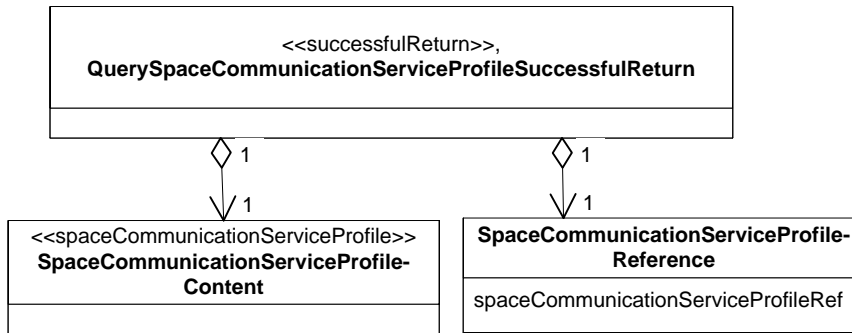 <<successfulReturn>>,
QuerySpaceCommunicationServiceProfileSuccessfulReturn
1
1
1
1
<<spaceCommunicationServiceProfile>>
SpaceCommunicationServiceProfile-
Content
SpaceCommunicationServiceProfile-
Reference
spaceCommunicationServiceProfileRef